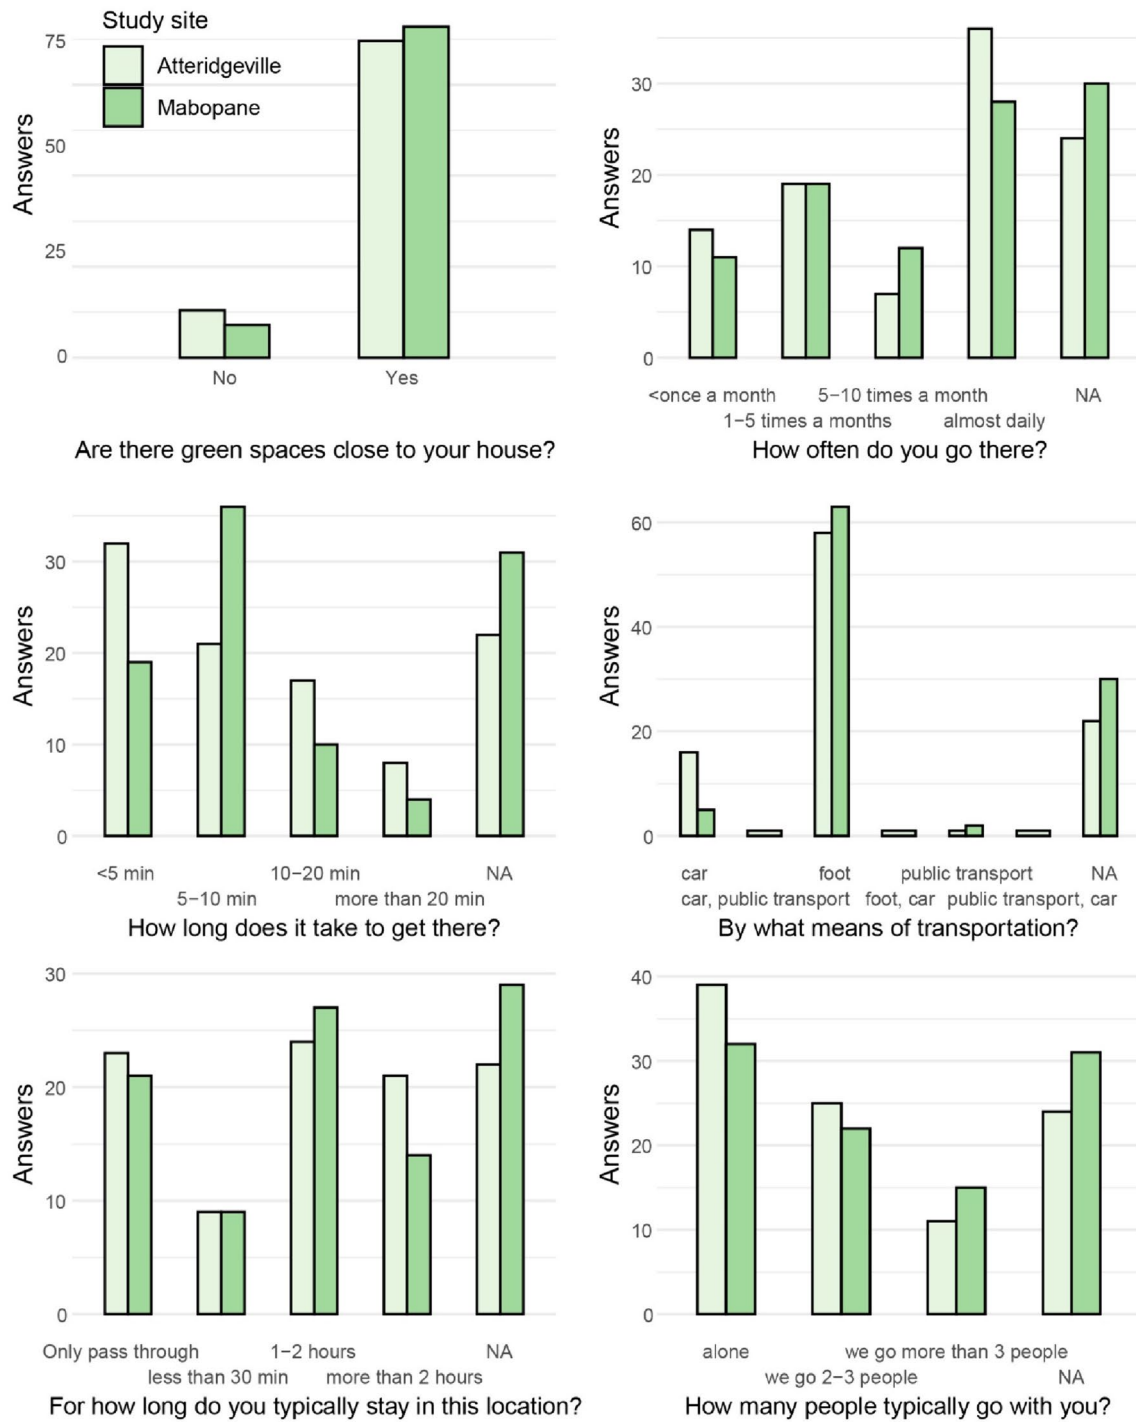 Study site
Atteridgeville
Mabopane
Answers
75
50
25
0
No Yes
Are there green spaces close to your house?
Answers
30
20
10
0
<once a month 5−10 times a month NA
1−5 times a months almost daily
How often do you go there?
Answers
30
20
10
0
<5 min 10−20 min NA
5−10 min more than 20 min
How long does it take to get there?
Answers
60
40
20
0
car foot public transport NA
car, public transport foot, car public transport, car
By what means of transportation?
Answers
30
20
10
0
Only pass through 1−2 hours NA
less than 30 min more than 2 hours
For how long do you typically stay in this location?
Answers
40
30
20
10
0
alone we go more than 3 people
we go 2−3 people NA
How many people typically go with you?